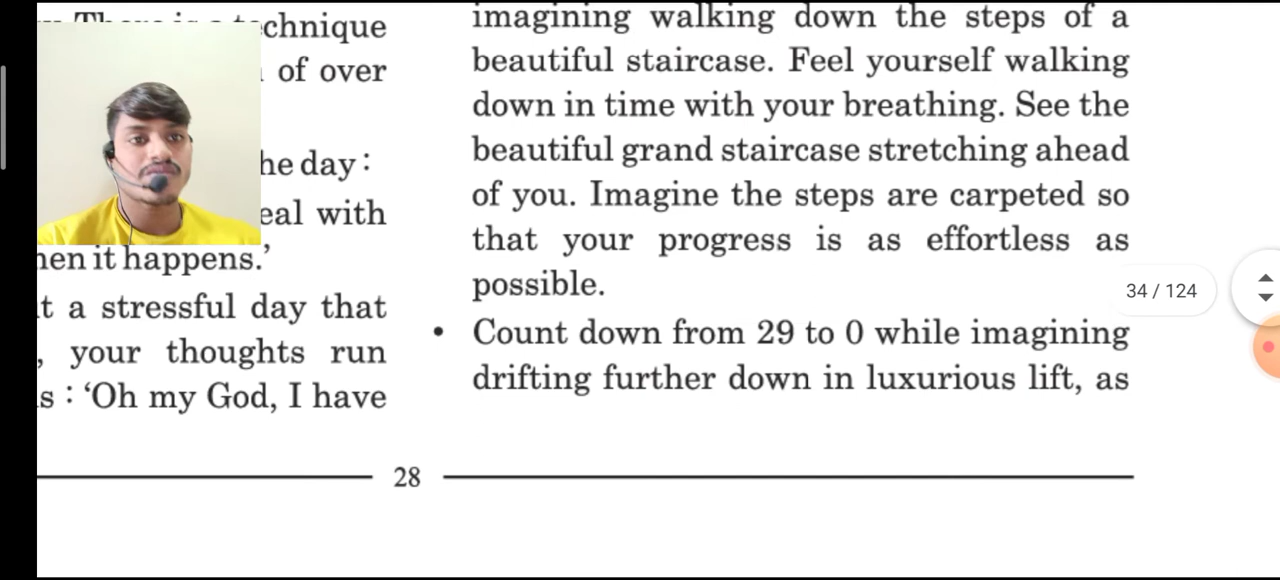 There is a technique
of over
he day :
eal with
hen it happens.’
t a stressful day that
, your thoughts run
s : ‘Oh my God, I have
imagining walking down the steps of a
beautiful staircase. Feel yourself walking
down in time with your breathing. See the
beautiful grand staircase stretching ahead
of you. Imagine the steps are carpeted so
that your progress is as effortless as
possible.
• Count down from 29 to 0 while imagining
drifting further down in luxurious lift, as
34 / 124
28